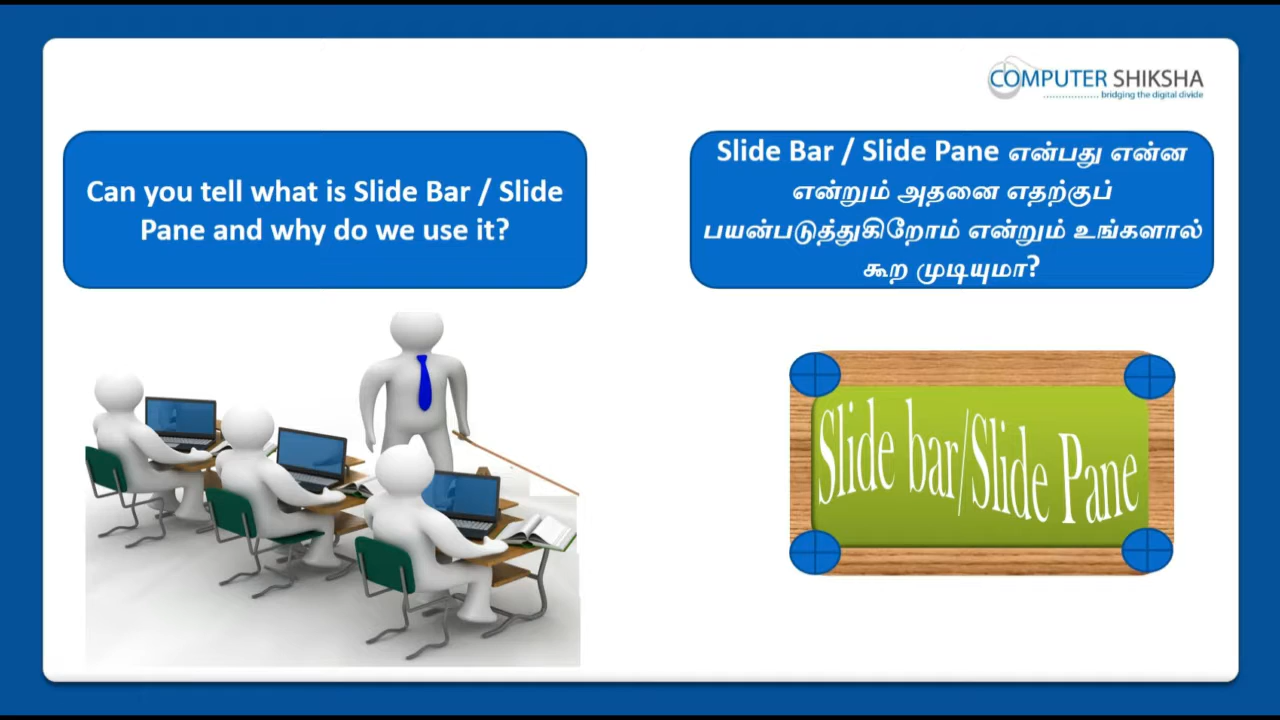 COMPUTER SHIKSHA
bridging the digital divide
Can you tell what is Slide Bar / Slide
Pane and why do we use it?
Slide Bar / Slide Pane என்பது என்ன
என்றும் அதனை எதற்குப்
பயன்படுத்துகிறோம் என்றும் உங்களால்
கூற முடியுமா?
Slide bar/Slide Pane